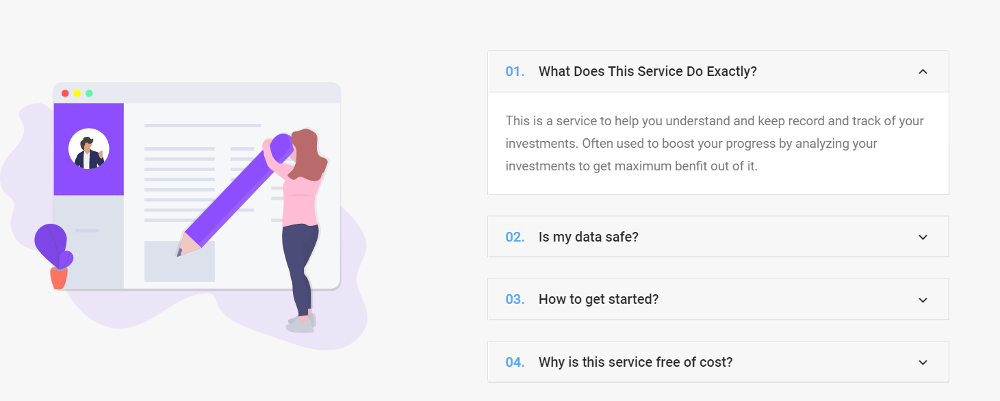 01. What Does This Service Do Exactly?
This is a service to help you understand and keep record and track of your
investments. Often used to boost your progress by analyzing your
investments to get maximum benfit out of it.
02. Is my data safe?
03. How to get started?
04. Why is this service free of cost?